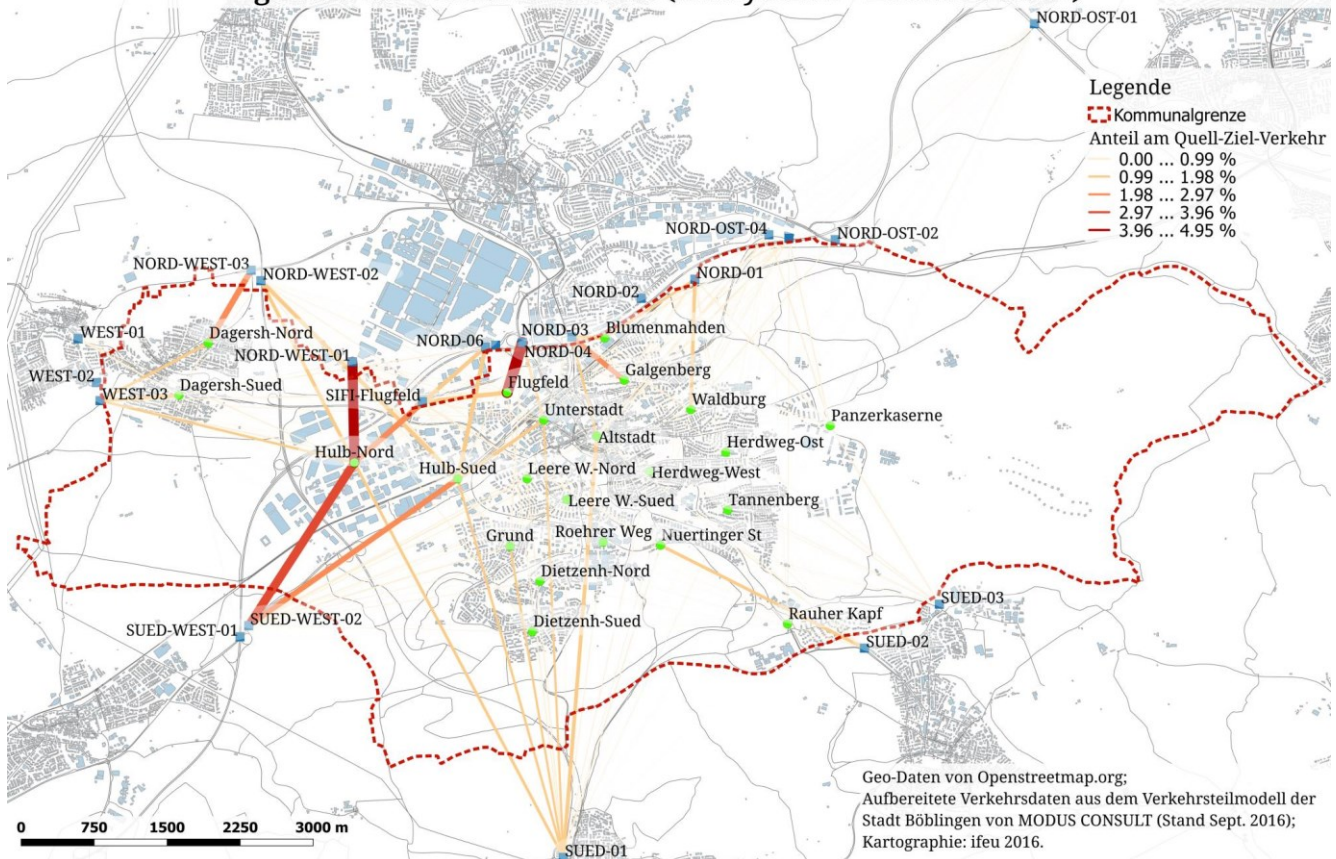 NORD-OST-01
Legende
Kommunalgrenze
Anteil am Quell-Ziel-Verkehr
0.00 ... 0.99 %
0.99 ... 1.98 %
1.98 ... 2.97 %
2.97 ... 3.96 %
3.96 ... 4.95 %
NORD-OST-04
NORD-OST-02
NORD-WEST-03
NORD-WEST-02
NORD-01
NORD-02
WEST-01
Dagersh-Nord
NORD-06
NORD-03
Blumenmahden
NORD-WEST-01
NORD-04
WEST-02
WEST-03
Dagersh-Sued
SIFI-Flugfeld
Flugfeld
Galgenberg
Waldburg
Unterstadt
Panzerkaserne
Altstadt
Herdweg-Ost
Hulb-Nord
Hulb-Sued
Leere W.-Nord
Herdweg-West
Leere W.-Sued
Tannenberg
Grund
Roehrer Weg
Nuertinger St
Dietzenh-Nord
SUED-03
Rauher Kapf
SUED-WEST-02
SUED-WEST-01
Dietzenh-Sued
SUED-02
Geo-Daten von Openstreetmap.org;
Aufbereitete Verkehrsdaten aus dem Verkehrsteilmodell der
Stadt Böblingen von MODUS CONSULT (Stand Sept. 2016);
Kartographie: ifeu 2016.
0 750 1500 2250 3000 m
SUED-01